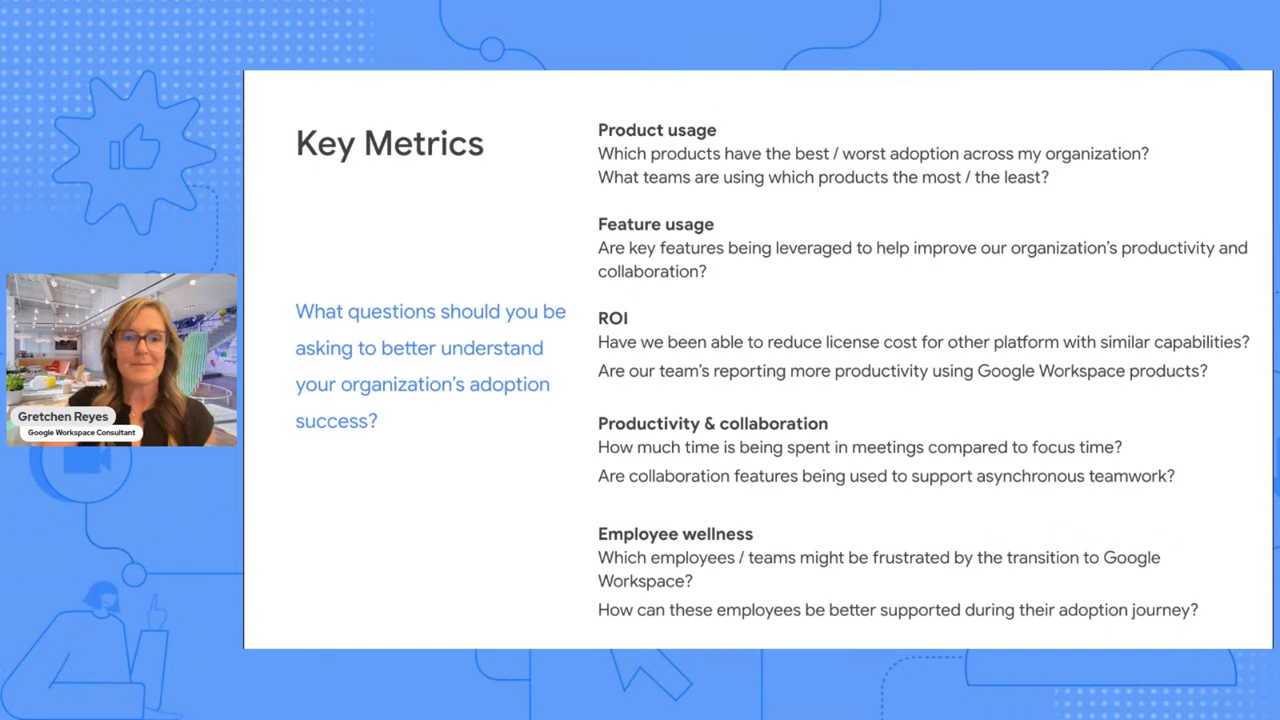 Key Metrics
What questions should you be
asking to better understand
your organization's adoption
success?
Product usage
Which products have the best / worst adoption across my organization?
What teams are using which products the most / the least?
Feature usage
Are key features being leveraged to help improve our organization's productivity and
collaboration?
ROI
Have we been able to reduce license cost for other platform with similar capabilities?
Are our team's reporting more productivity using Google Workspace products?
Productivity & collaboration
How much time is being spent in meetings compared to focus time?
Are collaboration features being used to support asynchronous teamwork?
Employee wellness
Which employees / teams might be frustrated by the transition to Google
Workspace?
How can these employees be better supported during their adoption journey?
Gretchen Reyes
Google Workspace Consultant